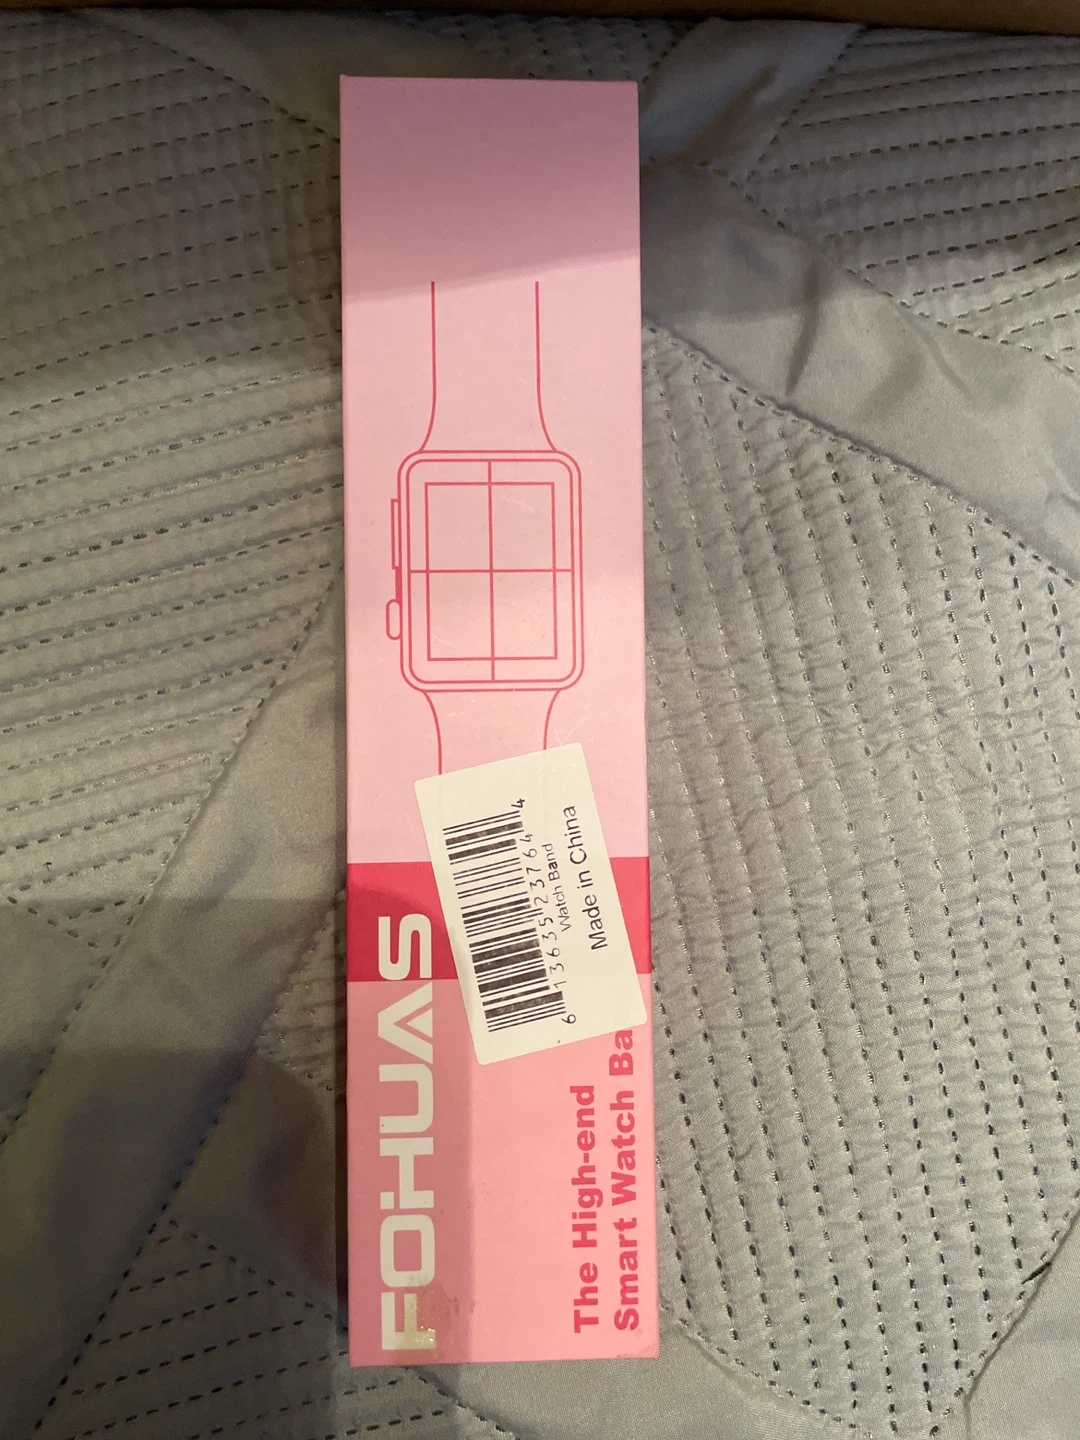 FOHUAS
The High-end
Smart Watch Ba
6 13635 23764 4
Watch Band
Made in China